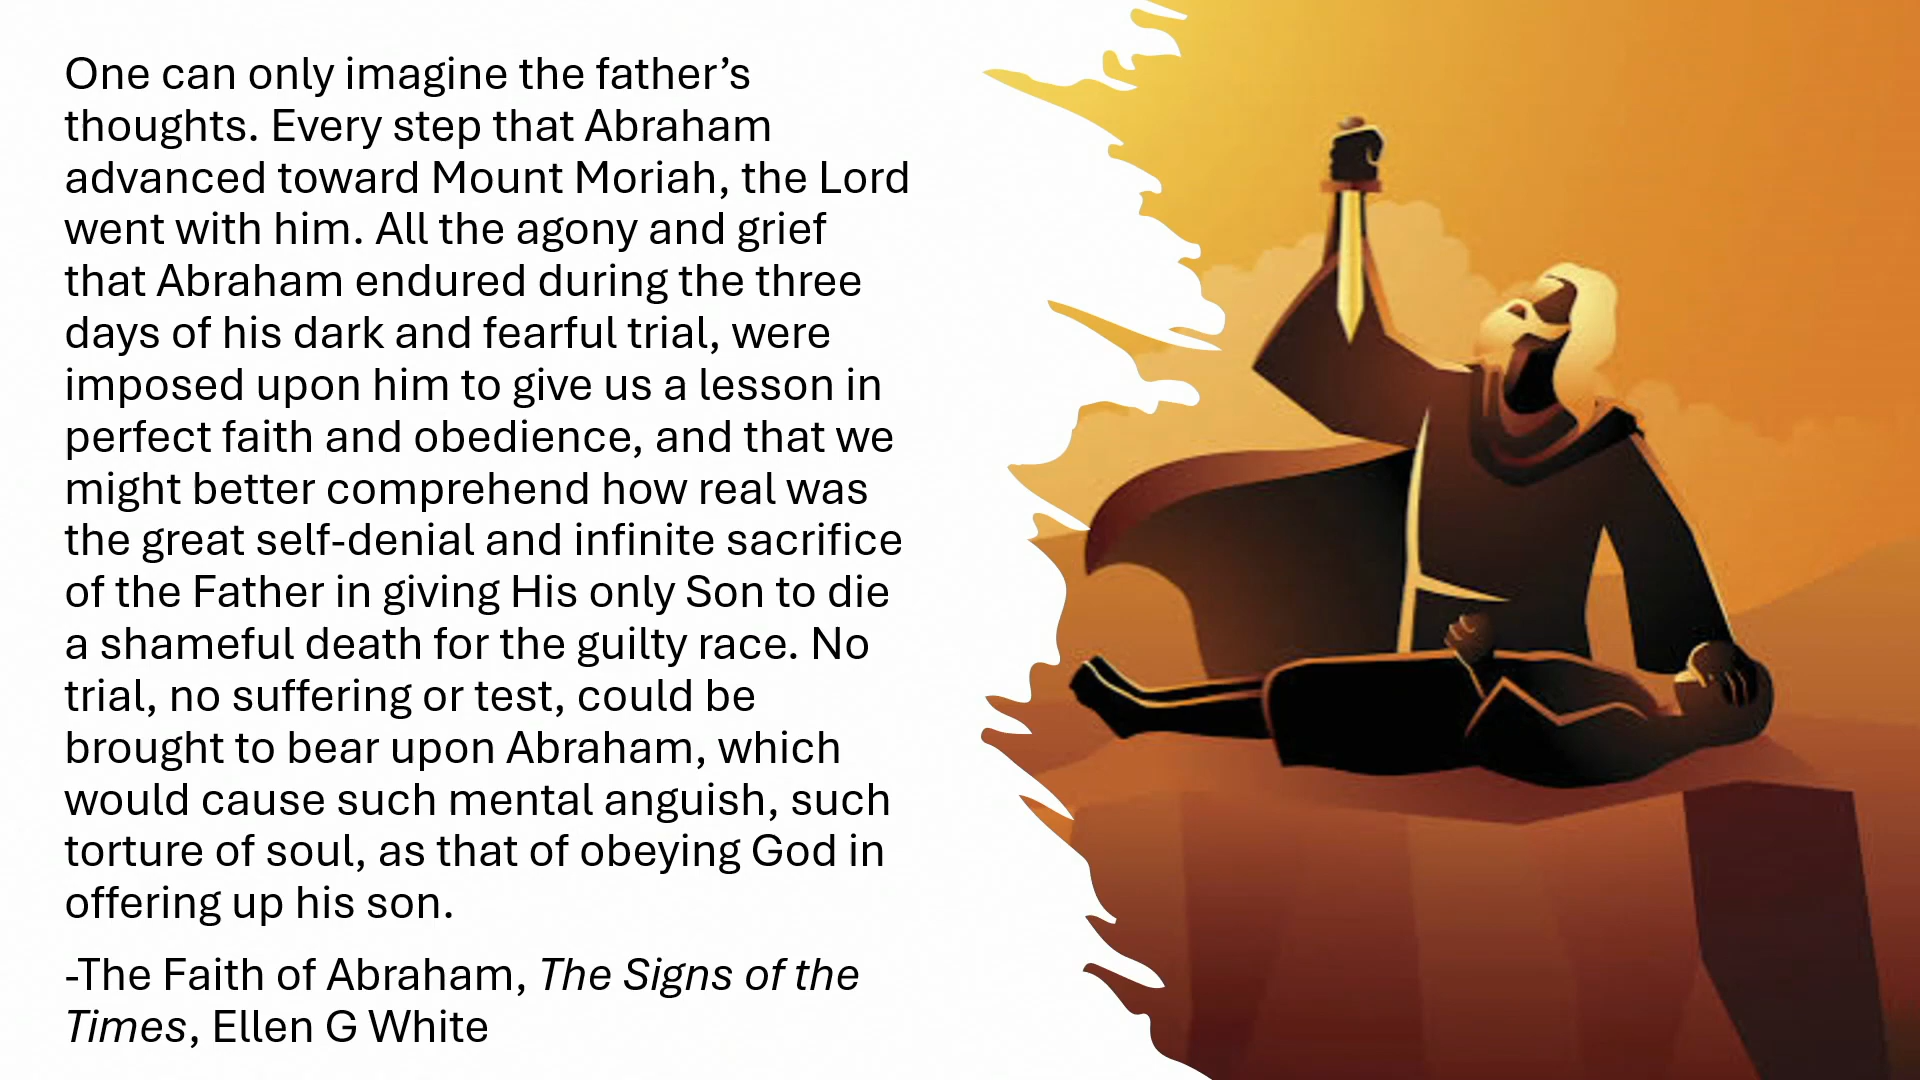 One can only imagine the father’s
thoughts. Every step that Abraham
advanced toward Mount Moriah, the Lord
went with him. All the agony and grief
that Abraham endured during the three
days of his dark and fearful trial, were
imposed upon him to give us a lesson in
perfect faith and obedience, and that we
might better comprehend how real was
the great self-denial and infinite sacrifice
of the Father in giving His only Son to die
a shameful death for the guilty race. No
trial, no suffering or test, could be
brought to bear upon Abraham, which
would cause such mental anguish, such
torture of soul, as that of obeying God in
offering up his son.
-The Faith of Abraham, The Signs of the
Times, Ellen G White